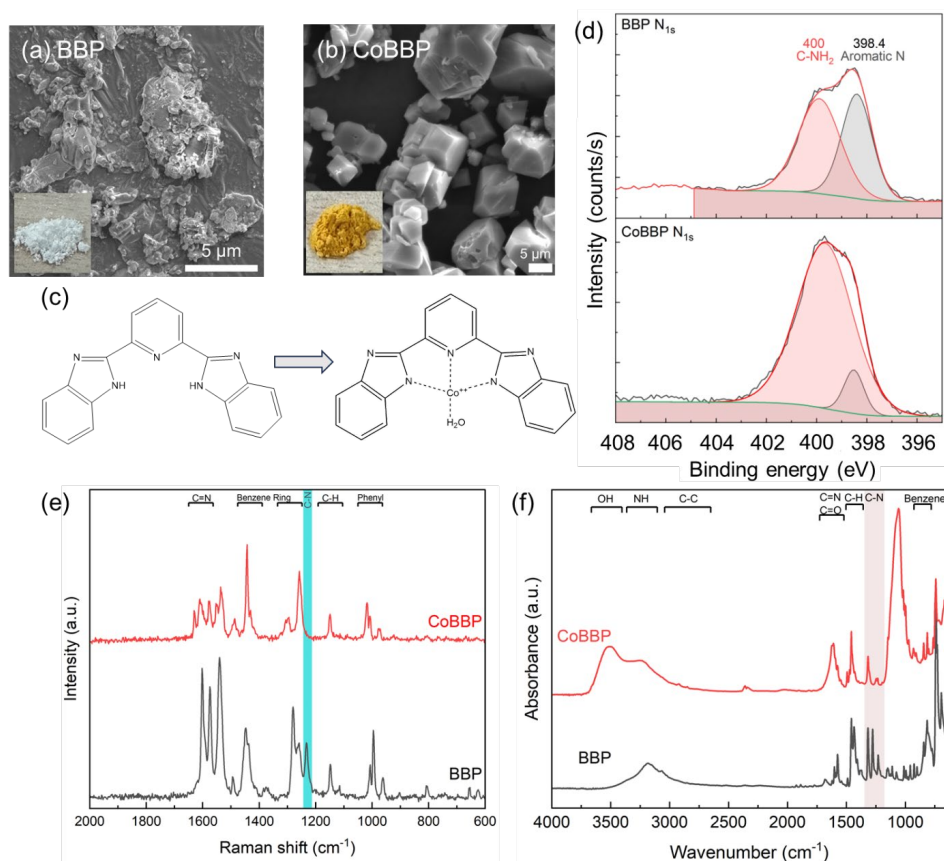 (a) BBP
5 µm
(b) CoBBP
5 µm
(c)
N
N
N
NH
HN
N
N
N
N
N
Co⁺⁺
H₂O
(d)
BBP N₁ₛ
400
C-NH₂
398.4
Aromatic N
CoBBP N₁ₛ
Intensity (counts/s)
408 406 404 402 400 398 396
Binding energy (eV)
(e)
C=N
Benzene Ring
C-N
C-H
Phenyl
CoBBP
BBP
Intensity (a.u.)
2000 1800 1600 1400 1200 1000 800 600
Raman shift (cm⁻¹)
(f)
OH
NH
C-C
C=N
C=O
C-H
C-N
Benzene
CoBBP
BBP
Absorbance (a.u.)
4000 3500 3000 2500 2000 1500 1000
Wavenumber (cm⁻¹)